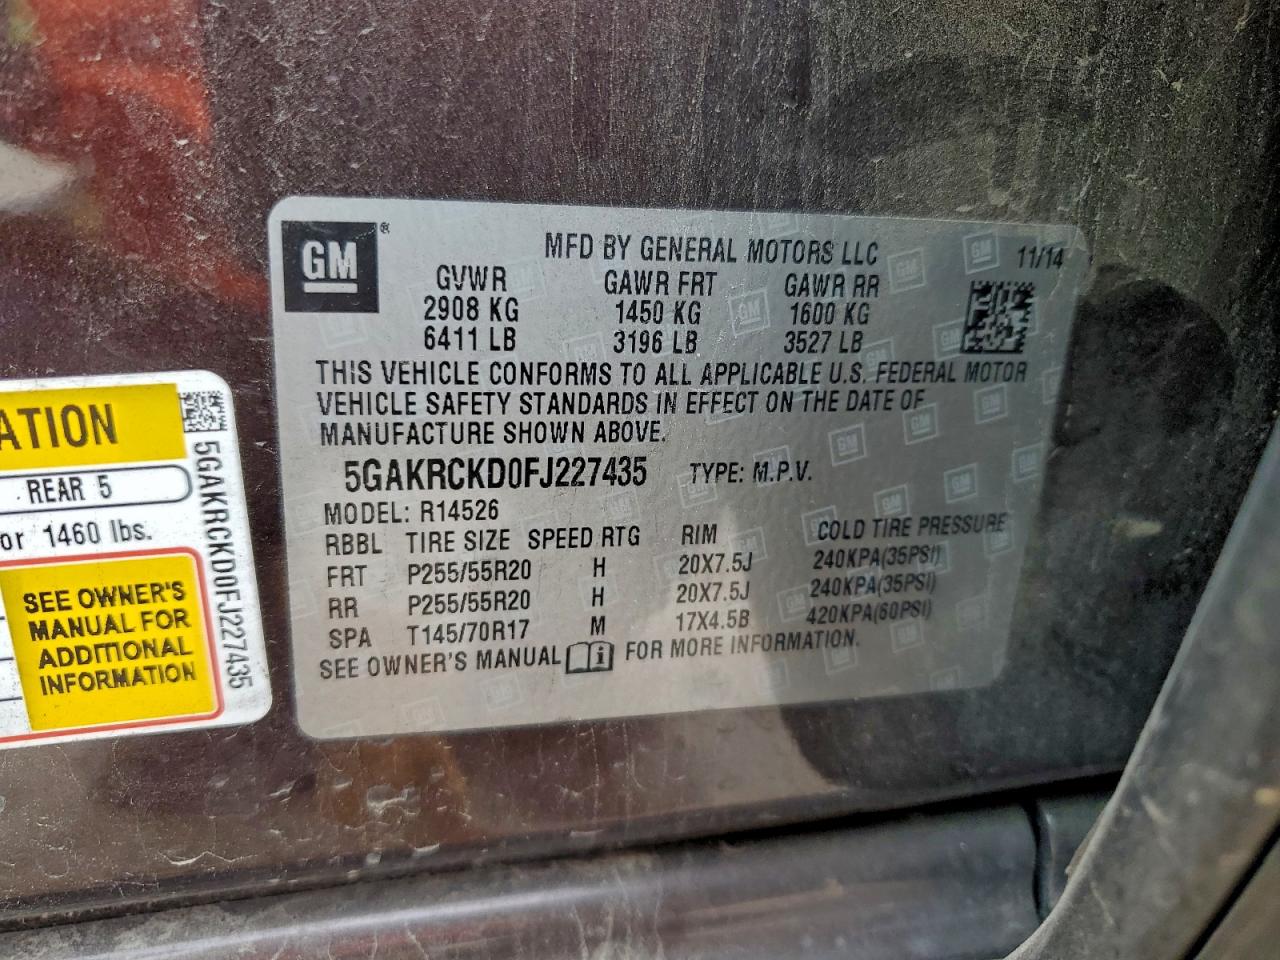 GM ®
MFD BY GENERAL MOTORS LLC 11/14
GVWR GAWR FRT GAWR RR
2908 KG 1450 KG 1600 KG
6411 LB 3196 LB 3527 LB
THIS VEHICLE CONFORMS TO ALL APPLICABLE U.S. FEDERAL MOTOR
VEHICLE SAFETY STANDARDS IN EFFECT ON THE DATE OF
MANUFACTURE SHOWN ABOVE.
5GAKRCKD0FJ227435 TYPE: M.P.V.
MODEL: R14526
RBBL TIRE SIZE SPEED RTG RIM COLD TIRE PRESSURE
FRT P255/55R20 H 20X7.5J 240KPA(35PSI)
RR P255/55R20 H 20X7.5J 240KPA(35PSI)
SPA T145/70R17 M 17X4.5B 420KPA(60PSI)
SEE OWNER'S MANUAL FOR MORE INFORMATION.
ATION
REAR 5
or 1460 lbs.
SEE OWNER'S
MANUAL FOR
ADDITIONAL
INFORMATION
5GAKRCKD0FJ227435